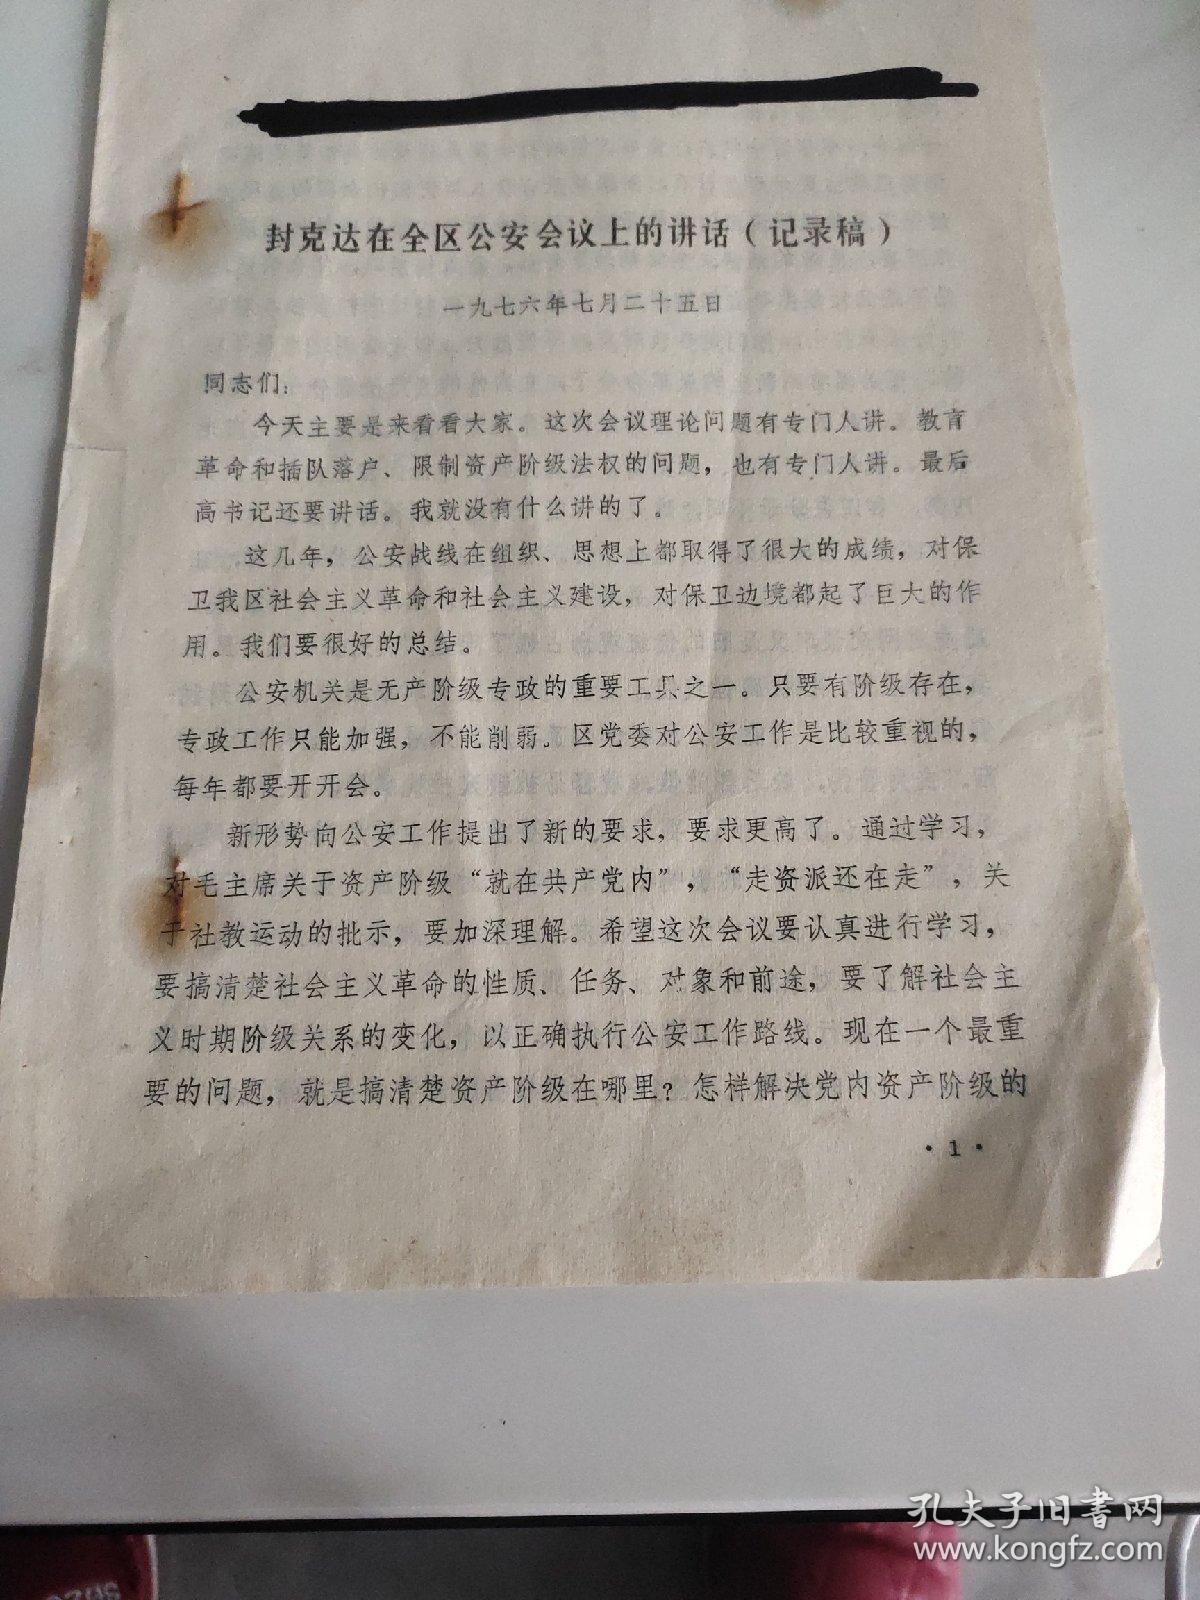 封克达在全区公安会议上的讲话（记录稿）
一九七六年七月二十五日
同志们：
今天主要是来看看大家。这次会议理论问题有专门人讲。教育
革命和插队落户、限制资产阶级法权的问题，也有专门人讲。最后
高书记还要讲话。我就没有什么讲的了。
这几年，公安战线在组织、思想上都取得了很大的成绩，对保
卫我区社会主义革命和社会主义建设，对保卫边境都起了巨大的作
用。我们要很好的总结。
公安机关是无产阶级专政的重要工具之一。只要有阶级存在，
专政工作只能加强，不能削弱。区党委对公安工作是比较重视的，
每年都要开开会。
新形势向公安工作提出了新的要求，要求更高了。通过学习，
对毛主席关于资产阶级“就在共产党内”，“走资派还在走”，关
于社教运动的批示，要加深理解。希望这次会议要认真进行学习，
要搞清楚社会主义革命的性质、任务、对象和前途，要了解社会主
义时期阶级关系的变化，以正确执行公安工作路线。现在一个最重
要的问题，就是搞清楚资产阶级在哪里？怎样解决党内资产阶级的
·1·
孔夫子旧书网
www.kongfz.com